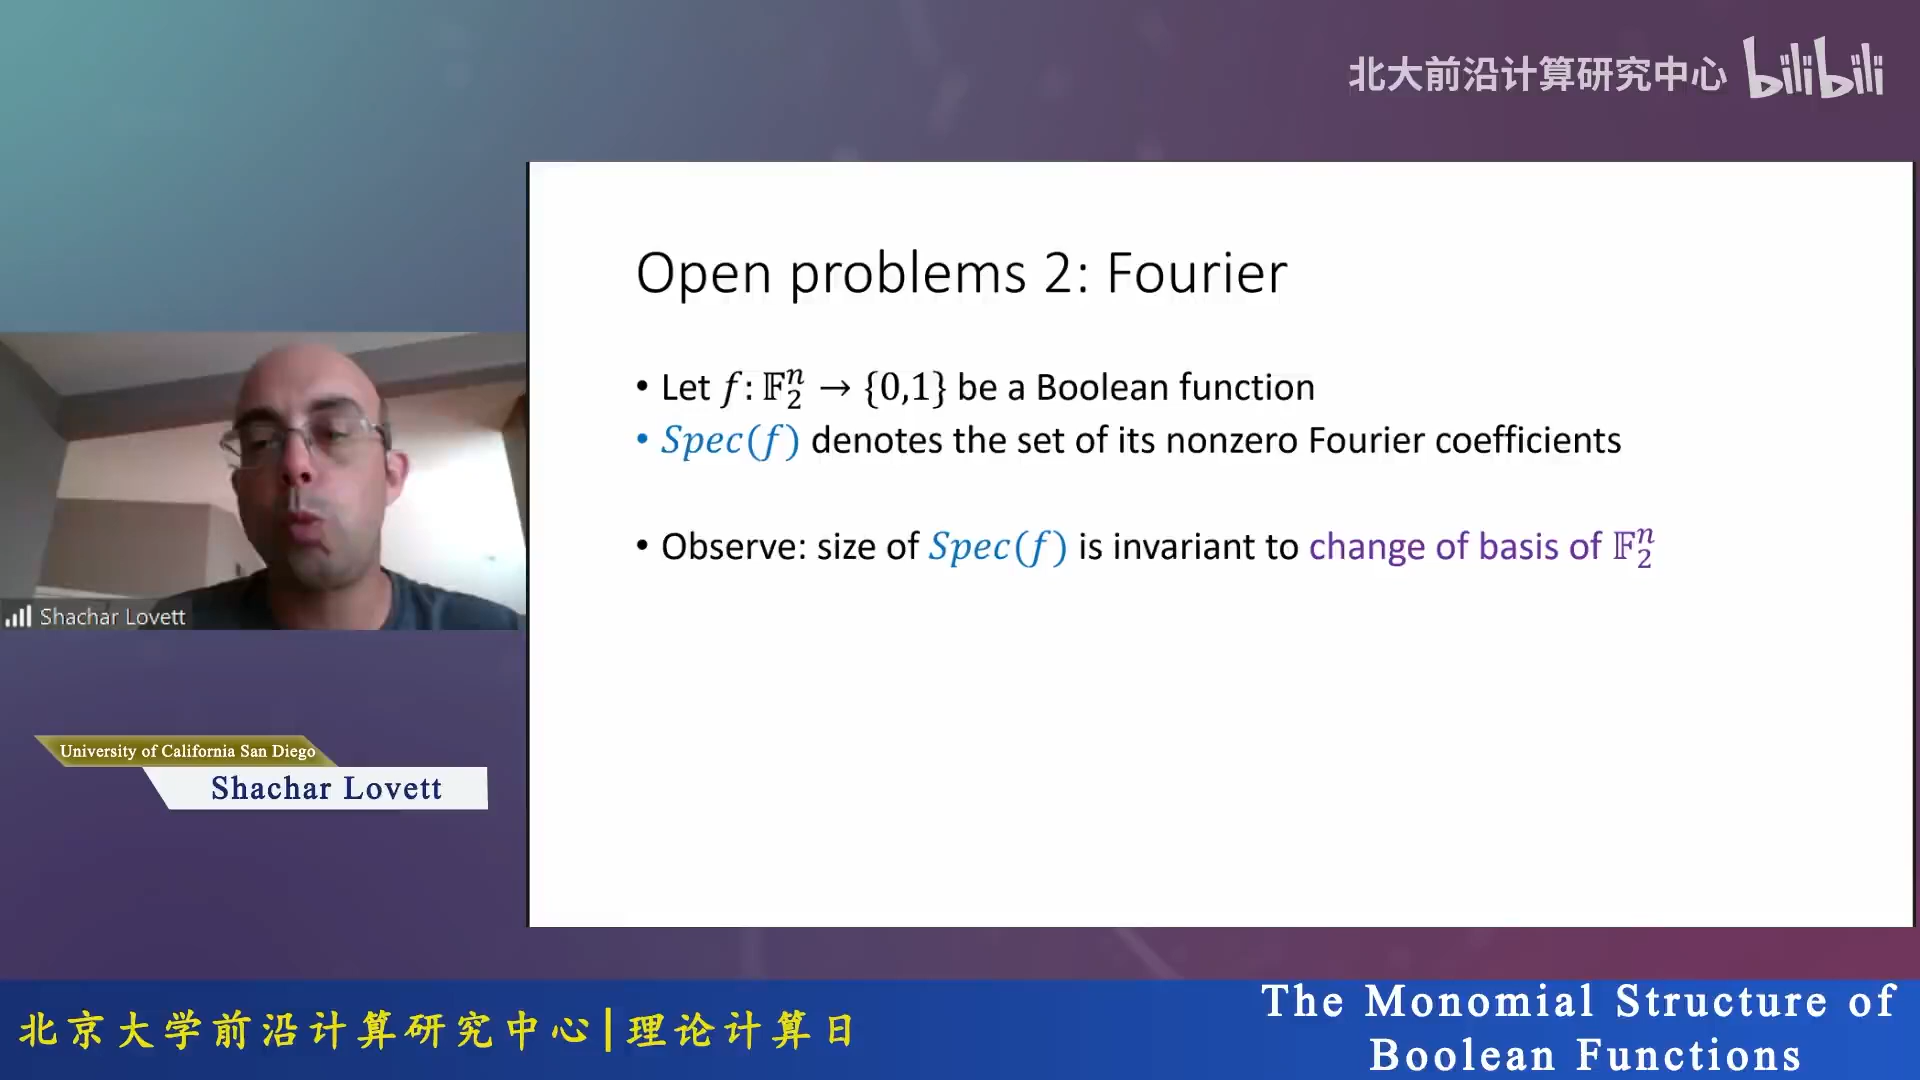 北大前沿计算研究中心 bilibili
Open problems 2: Fourier
• Let 𝑓: 𝔽₂ⁿ → {0,1} be a Boolean function
• 𝑆𝑝𝑒𝑐(𝑓) denotes the set of its nonzero Fourier coefficients
• Observe: size of 𝑆𝑝𝑒𝑐(𝑓) is invariant to change of basis of 𝔽₂ⁿ
Shachar Lovett
University of California San Diego
Shachar Lovett
北京大学前沿计算研究中心|理论计算日
The Monomial Structure of
Boolean Functions